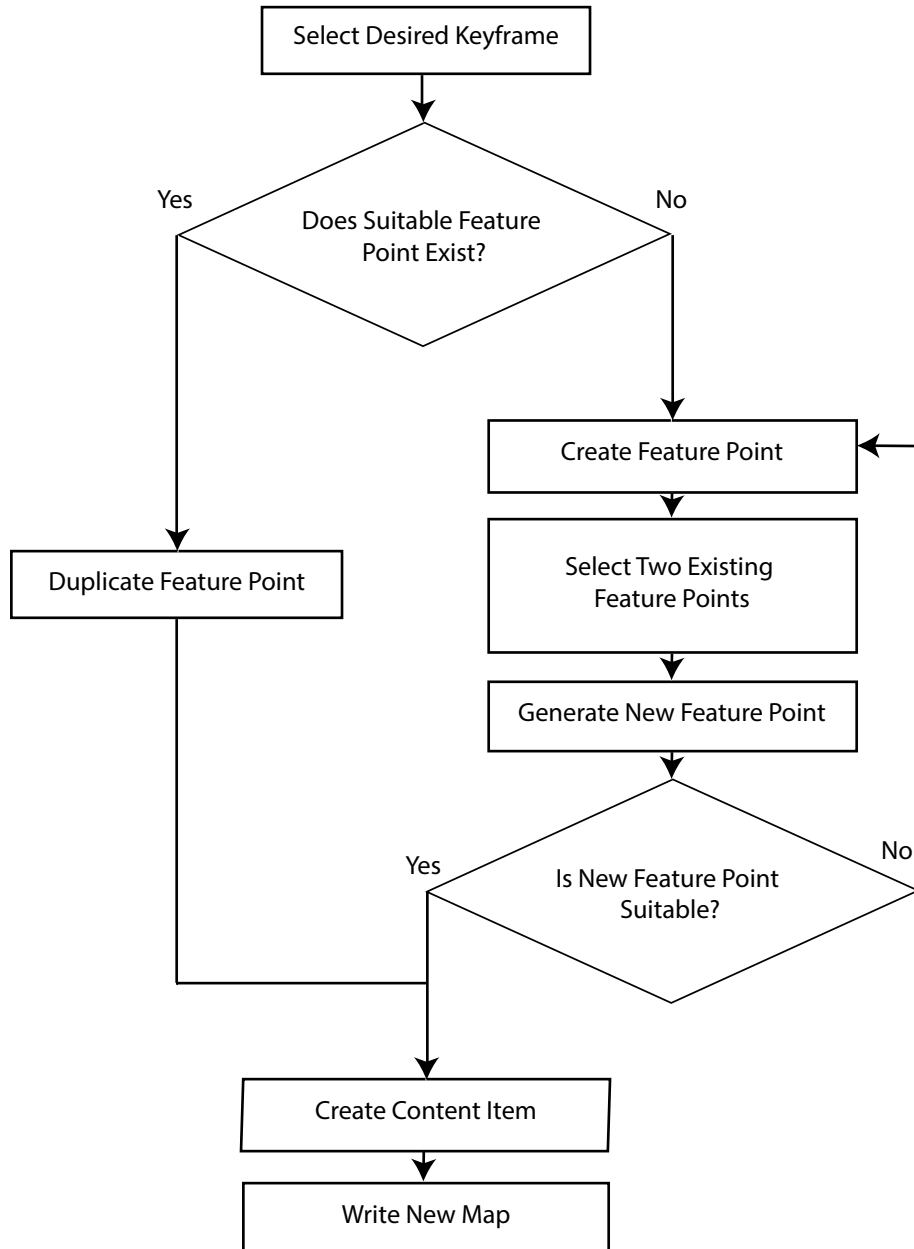 Select Desired Keyframe
Yes
No
Does Suitable Feature
Point Exist?
Create Feature Point
Duplicate Feature Point
Select Two Existing
Feature Points
Generate New Feature Point
Yes
No
Is New Feature Point
Suitable?
Create Content Item
Write New Map